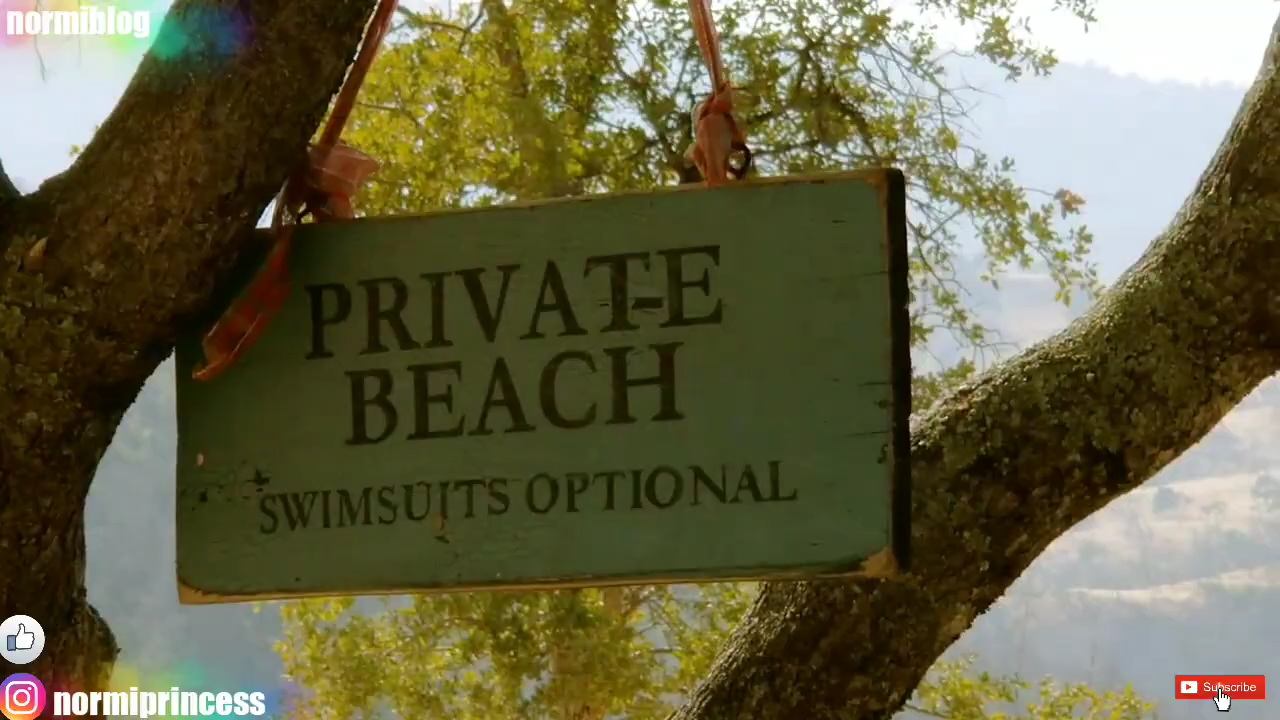 normiblog
PRIVATE
BEACH
SWIMSUITS OPTIONAL
normiprincess
Subscribe